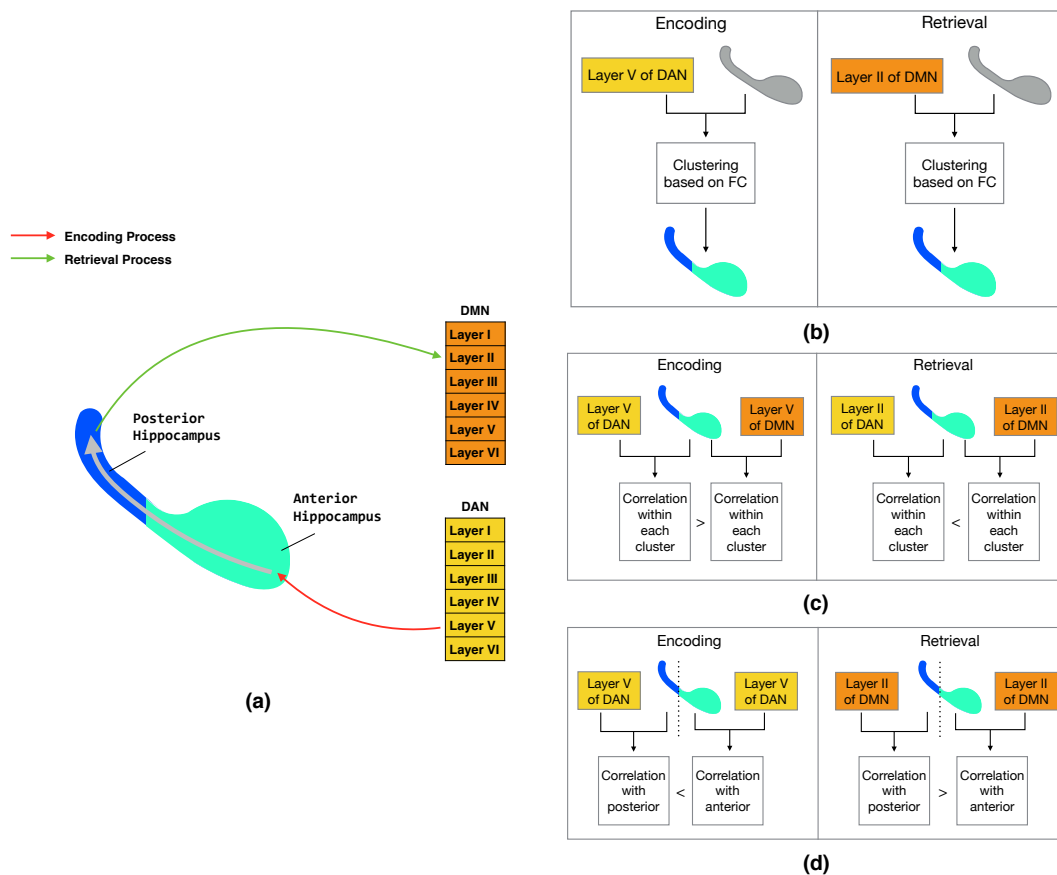 Encoding Process
Retrieval Process
DMN
Layer I
Layer II
Layer III
Layer IV
Layer V
Layer VI
Posterior
Hippocampus
Anterior
Hippocampus
DAN
Layer I
Layer II
Layer III
Layer IV
Layer V
Layer VI
(a)
Encoding
Layer V of DAN
Clustering
based on FC
Retrieval
Layer II of DMN
Clustering
based on FC
(b)
Encoding
Layer V
of DAN
Layer V
of DMN
Correlation
within
each
cluster
>
Correlation
within
each
cluster
Retrieval
Layer II
of DAN
Layer II
of DMN
Correlation
within
each
cluster
<
Correlation
within
each
cluster
(c)
Encoding
Layer V
of DAN
Layer V
of DAN
Correlation
with
posterior
<
Correlation
with
anterior
Retrieval
Layer II
of DMN
Layer II
of DMN
Correlation
with
posterior
>
Correlation
with
anterior
(d)